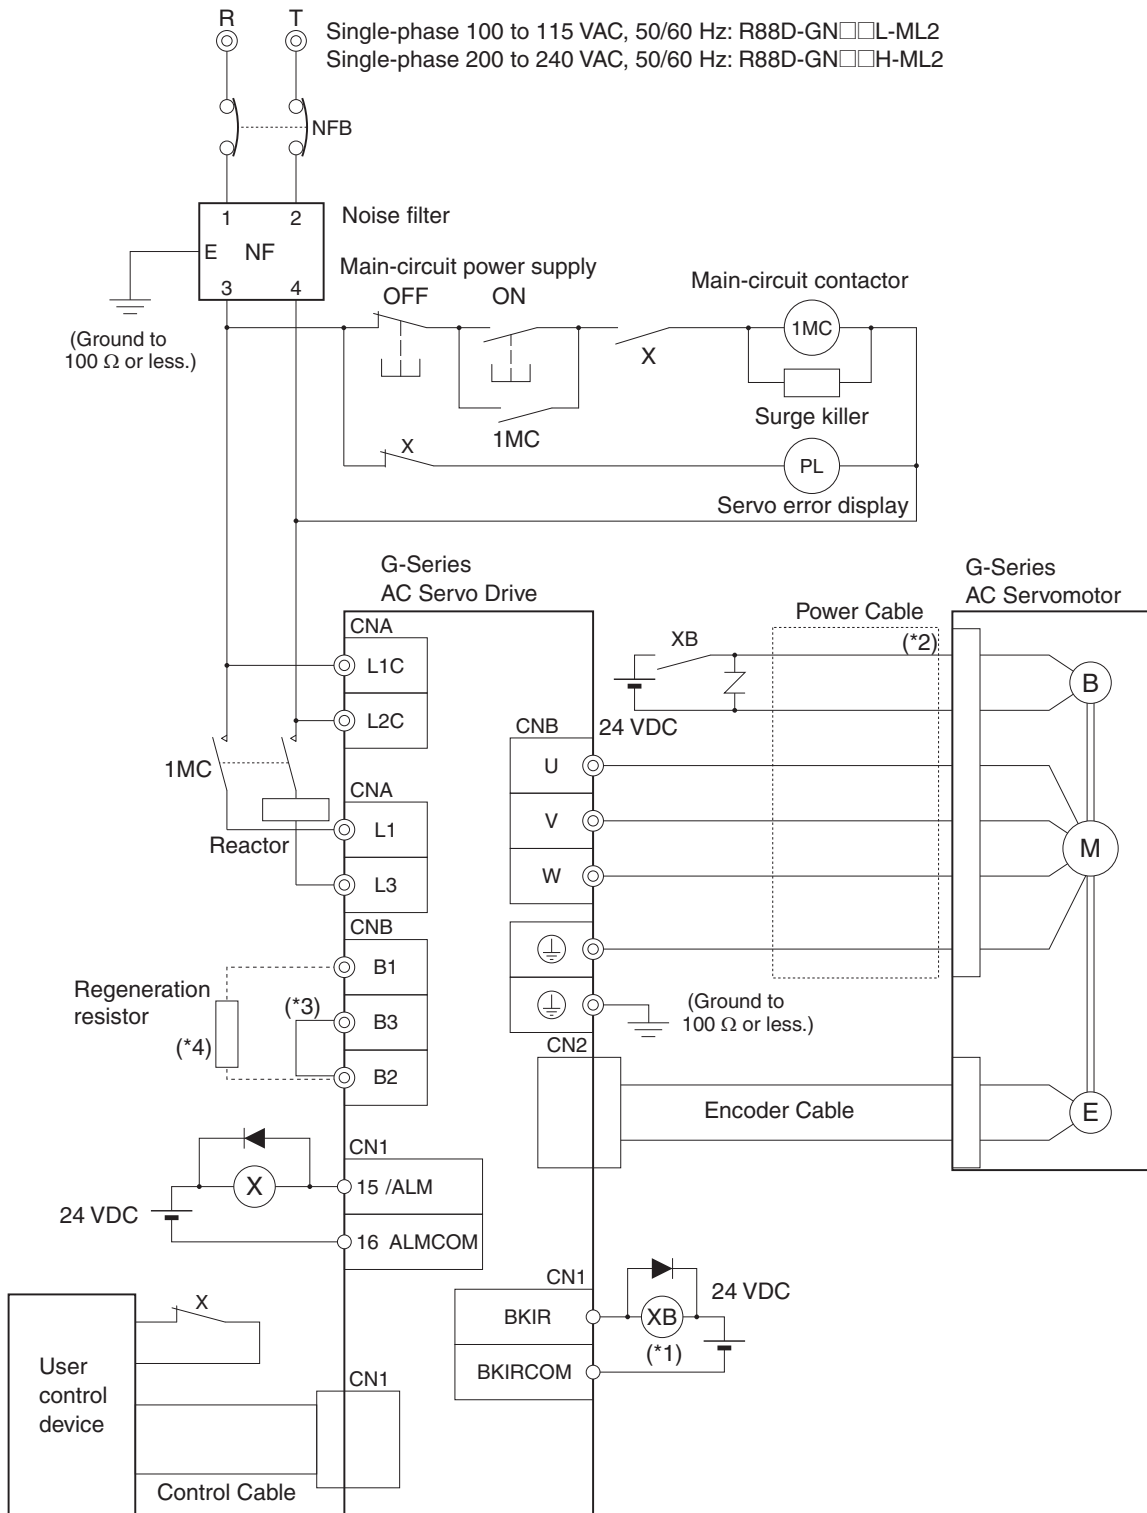 R T
Single-phase 100 to 115 VAC, 50/60 Hz: R88D-GN□□L-ML2
Single-phase 200 to 240 VAC, 50/60 Hz: R88D-GN□□H-ML2
NFB
1 2
Noise filter
E NF
3 4
(Ground to
100 Ω or less.)
Main-circuit power supply
OFF ON
Main-circuit contactor
1MC
X
Surge killer
1MC
X
PL
Servo error display
G-Series
AC Servo Drive
G-Series
AC Servomotor
CNA
L1C
L2C
XB
Power Cable
(*2)
B
24 VDC
CNB
U
V
W
M
1MC
Reactor
CNA
L1
L3
CNB
B1
B3
B2
Regeneration
resistor
(*3)
(*4)
(Ground to
100 Ω or less.)
CN2
Encoder Cable
E
CN1
X
15 /ALM
24 VDC
16 ALMCOM
CN1
BKIR
XB
24 VDC
(*1)
BKIRCOM
X
User
control
device
CN1
Control Cable